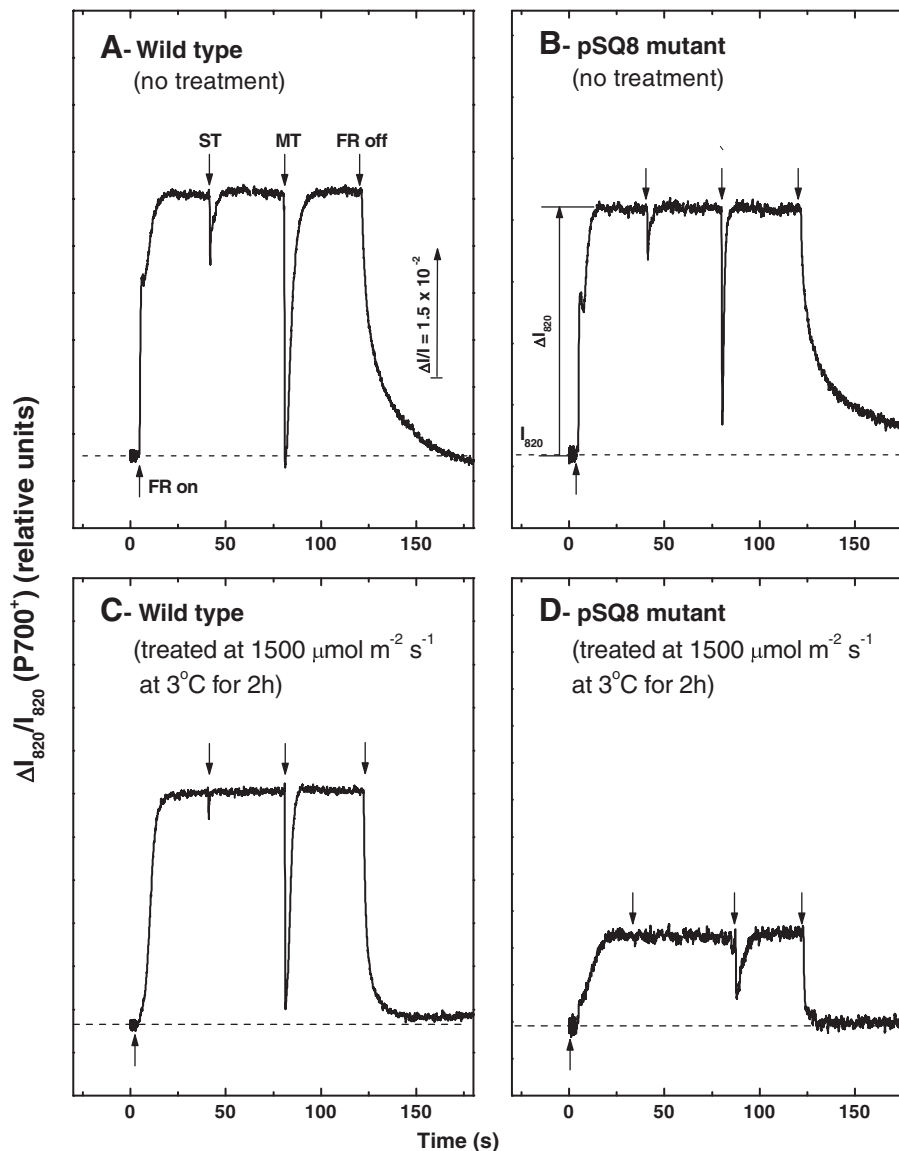 A- Wild type
(no treatment)
ST
MT
FR off
ΔI/I = 1.5 x 10⁻²
FR on
0
50
100
150
B- pSQ8 mutant
(no treatment)
ΔI₈₂₀
I₈₂₀
0
50
100
150
ΔI₈₂₀/I₈₂₀ (P700⁺) (relative units)
C- Wild type
(treated at 1500 μmol m⁻² s⁻¹
at 3°C for 2h)
0
50
100
150
D- pSQ8 mutant
(treated at 1500 μmol m⁻² s⁻¹
at 3°C for 2h)
0
50
100
150
Time (s)